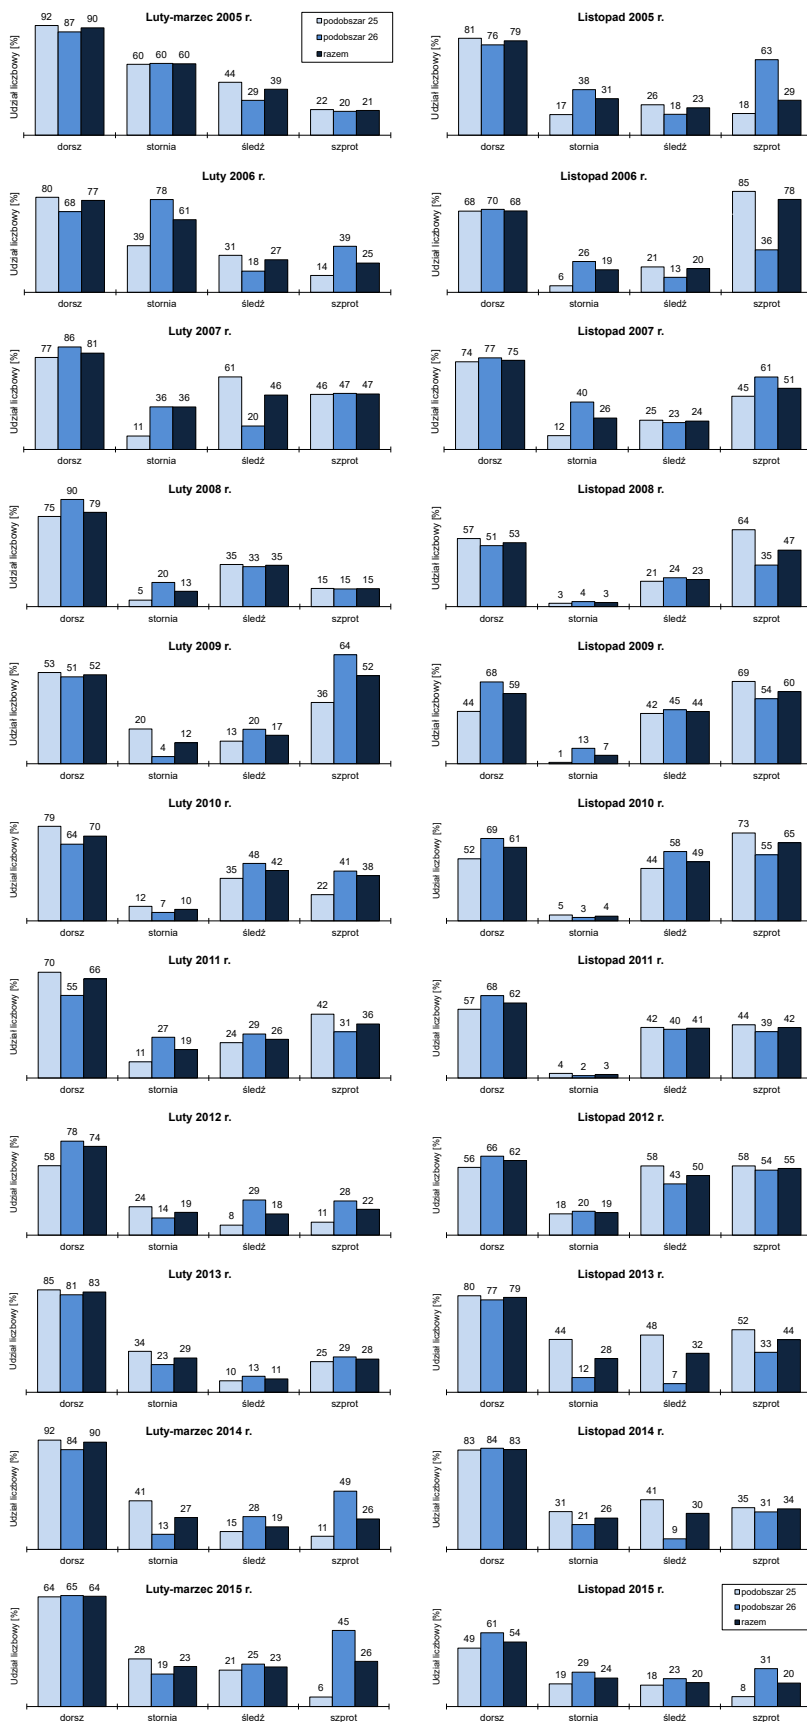 Luty-marzec 2005 r.
Udział liczbowy [%]
92 87 90 60 60 60 44 29 39 22 20 21
podobszar 25
podobszar 26
razem
dorsz stornia śledź szprot
Listopad 2005 r.
Udział liczbowy [%]
81 76 79 17 38 31 26 18 23 18 63 29
dorsz stornia śledź szprot
Luty 2006 r.
Udział liczbowy [%]
80 68 77 39 78 61 31 18 27 14 39 25
dorsz stornia śledź szprot
Listopad 2006 r.
Udział liczbowy [%]
68 70 68 6 26 19 21 13 20 85 36 78
dorsz stornia śledź szprot
Luty 2007 r.
Udział liczbowy [%]
77 86 81 11 36 36 61 20 46 46 47 47
dorsz stornia śledź szprot
Listopad 2007 r.
Udział liczbowy [%]
74 77 75 12 40 26 25 23 24 45 61 51
dorsz stornia śledź szprot
Luty 2008 r.
Udział liczbowy [%]
75 90 79 5 20 13 35 33 35 15 15 15
dorsz stornia śledź szprot
Listopad 2008 r.
Udział liczbowy [%]
57 51 53 3 4 3 21 24 23 64 35 47
dorsz stornia śledź szprot
Luty 2009 r.
Udział liczbowy [%]
53 51 52 20 4 12 13 20 17 36 64 52
dorsz stornia śledź szprot
Listopad 2009 r.
Udział liczbowy [%]
44 68 59 1 13 7 42 45 44 69 54 60
dorsz stornia śledź szprot
Luty 2010 r.
Udział liczbowy [%]
79 64 70 12 7 10 35 48 42 22 41 38
dorsz stornia śledź szprot
Listopad 2010 r.
Udział liczbowy [%]
52 69 61 5 3 4 44 58 49 73 55 65
dorsz stornia śledź szprot
Luty 2011 r.
Udział liczbowy [%]
70 55 66 11 27 19 24 29 26 42 31 36
dorsz stornia śledź szprot
Listopad 2011 r.
Udział liczbowy [%]
57 68 62 4 2 3 42 40 41 44 39 42
dorsz stornia śledź szprot
Luty 2012 r.
Udział liczbowy [%]
58 78 74 24 14 19 8 29 18 11 28 22
dorsz stornia śledź szprot
Listopad 2012 r.
Udział liczbowy [%]
56 66 62 18 20 19 58 43 50 58 54 55
dorsz stornia śledź szprot
Luty 2013 r.
Udział liczbowy [%]
85 81 83 34 23 29 10 13 11 25 29 28
dorsz stornia śledź szprot
Listopad 2013 r.
Udział liczbowy [%]
80 77 79 44 12 28 48 7 32 52 33 44
dorsz stornia śledź szprot
Luty-marzec 2014 r.
Udział liczbowy [%]
92 84 90 41 13 27 15 28 19 11 49 26
dorsz stornia śledź szprot
Listopad 2014 r.
Udział liczbowy [%]
83 84 83 31 21 26 41 9 30 35 31 34
dorsz stornia śledź szprot
Luty-marzec 2015 r.
Udział liczbowy [%]
64 65 64 28 19 23 21 25 23 6 45 26
dorsz stornia śledź szprot
Listopad 2015 r.
Udział liczbowy [%]
podobszar 25
podobszar 26
razem
49 61 54 19 29 24 18 23 20 8 31 20
dorsz stornia śledź szprot